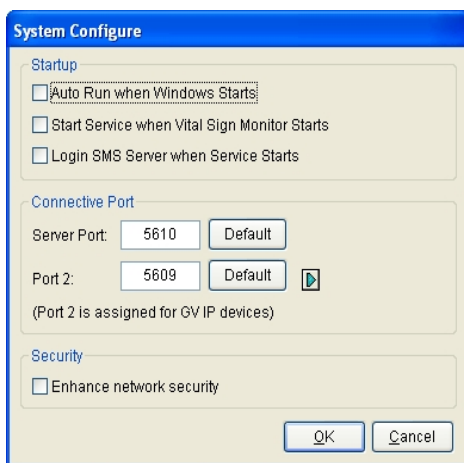 System Configure
Startup
Auto Run when Windows Starts
Start Service when Vital Sign Monitor Starts
Login SMS Server when Service Starts
Connective Port
Server Port: 5610 Default
Port 2: 5609 Default
(Port 2 is assigned for GV IP devices)
Security
Enhance network security
OK Cancel